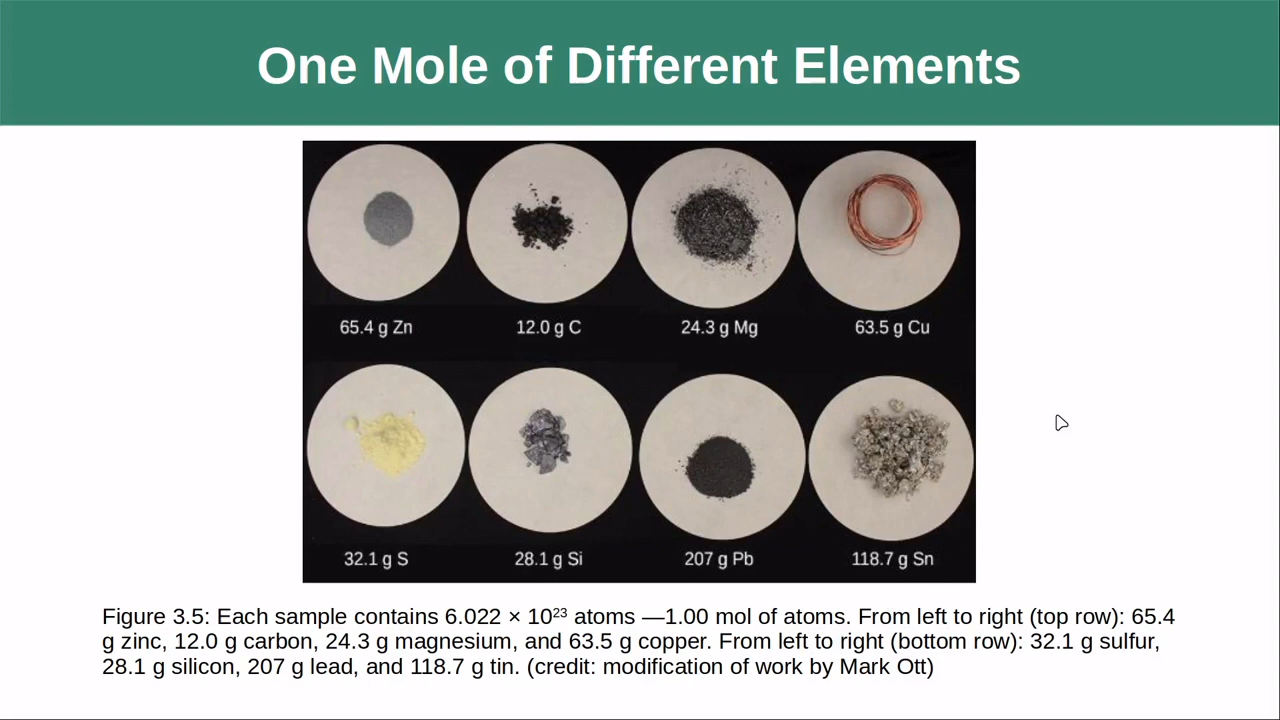 One Mole of Different Elements
65.4 g Zn
12.0 g C
24.3 g Mg
63.5 g Cu
32.1 g S
28.1 g Si
207 g Pb
118.7 g Sn
Figure 3.5: Each sample contains 6.022 × 10²³ atoms —1.00 mol of atoms. From left to right (top row): 65.4
g zinc, 12.0 g carbon, 24.3 g magnesium, and 63.5 g copper. From left to right (bottom row): 32.1 g sulfur,
28.1 g silicon, 207 g lead, and 118.7 g tin. (credit: modification of work by Mark Ott)